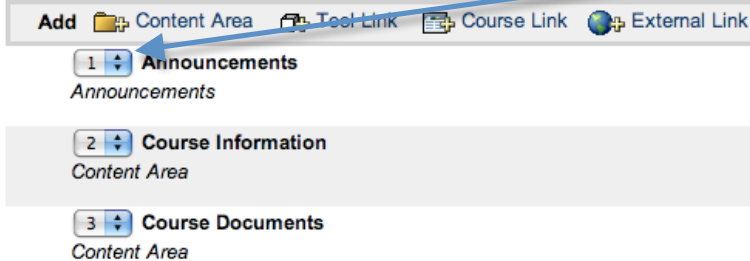 Add Content Area Tool Link Course Link External Link
1 Announcements
Announcements
2 Course Information
Content Area
3 Course Documents
Content Area